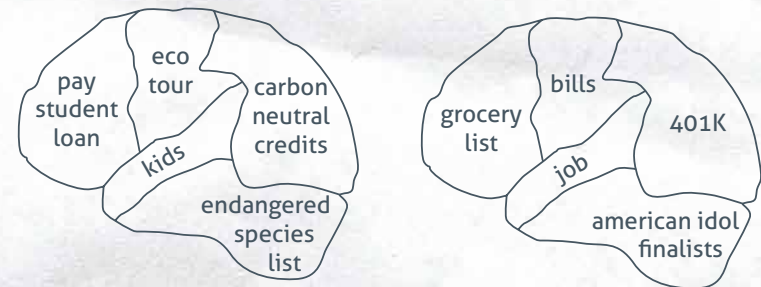 pay
student
loan
eco
tour
kids
carbon
neutral
credits
endangered
species
list
grocery
list
bills
job
401K
american idol
finalists